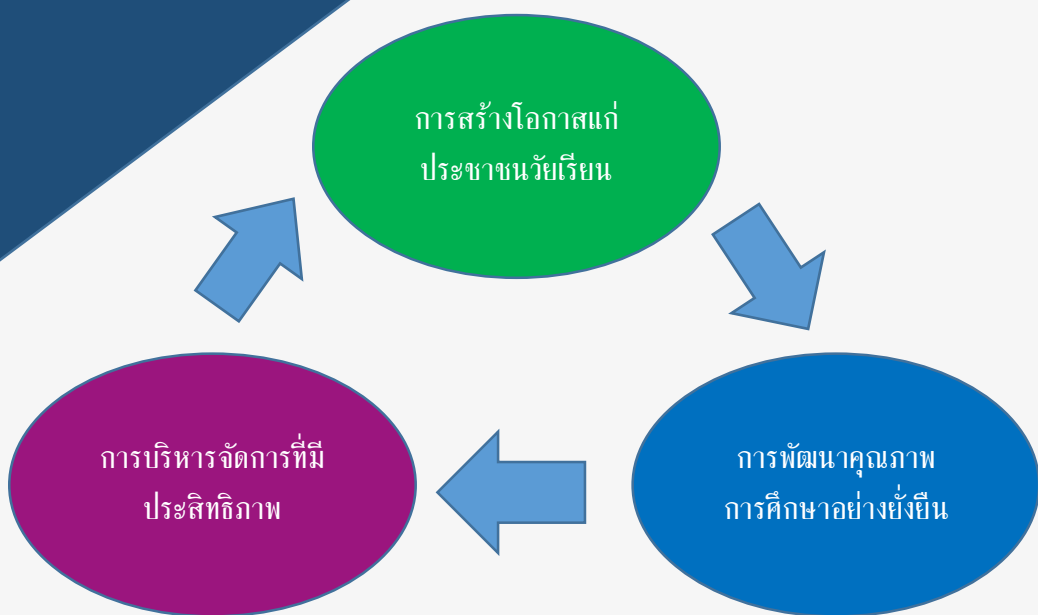 การสร้างโอกาสแก่
ประชาชนวัยเรียน
การบริหารจัดการที่มี
ประสิทธิภาพ
การพัฒนาคุณภาพ
การศึกษาอย่างยั่งยืน